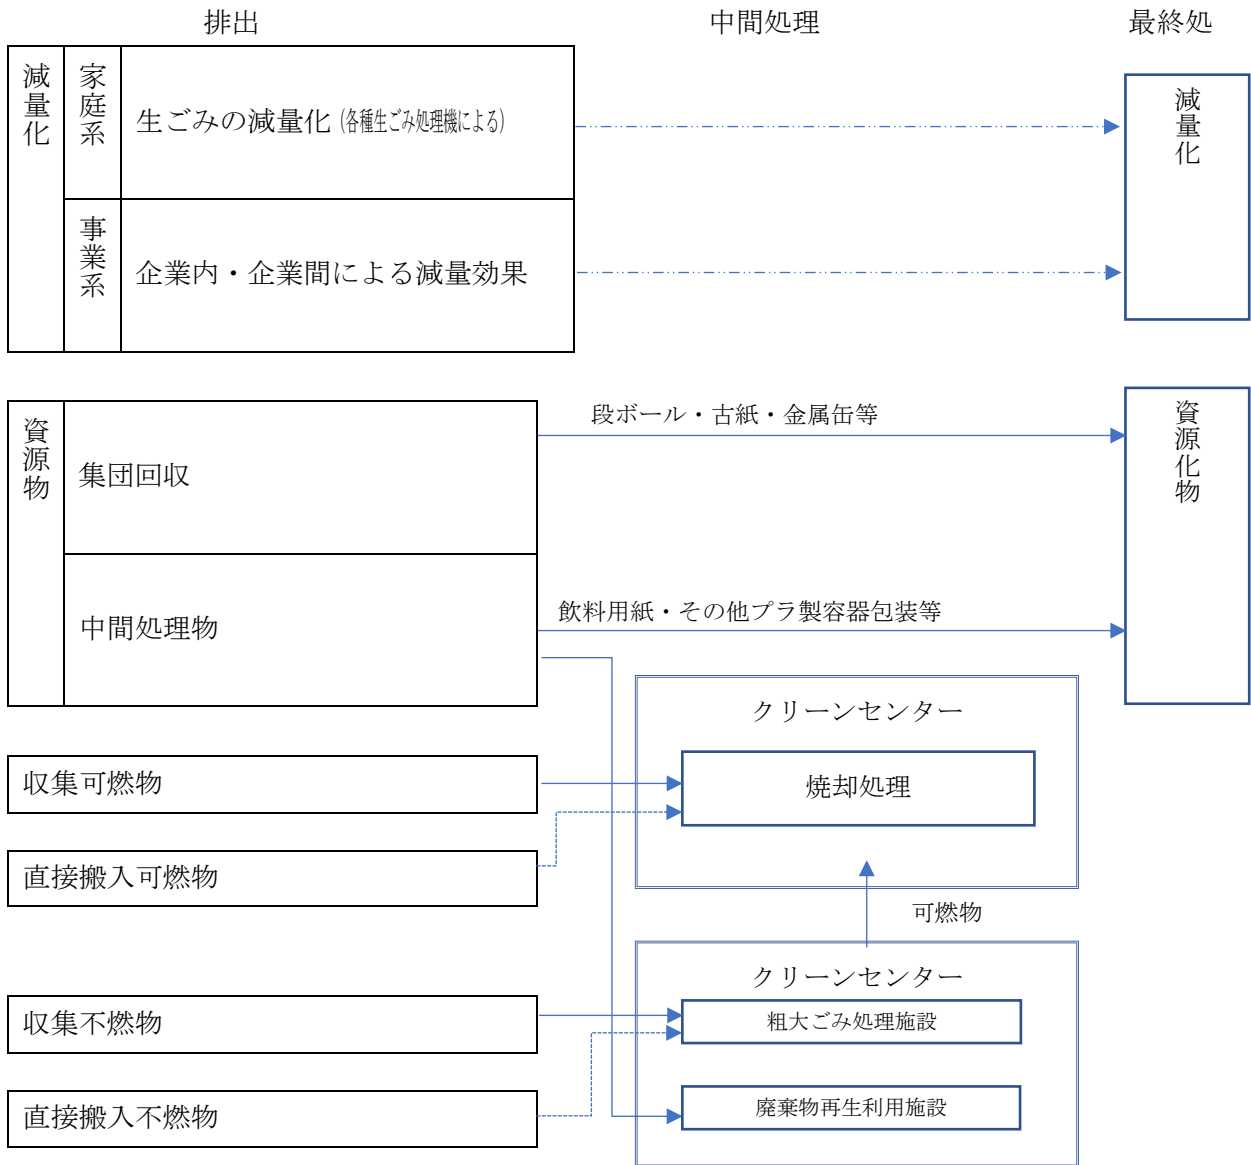 排出
中間処理
最終処
減量化
家庭系
生ごみの減量化(各種生ごみ処理機による)
減量化
事業系
企業内・企業間による減量効果
資源物
集団回収
段ボール・古紙・金属缶等
資源化物
中間処理物
飲料用紙・その他プラ製容器包装等
クリーンセンター
収集可燃物
焼却処理
直接搬入可燃物
可燃物
クリーンセンター
収集不燃物
粗大ごみ処理施設
直接搬入不燃物
廃棄物再生利用施設